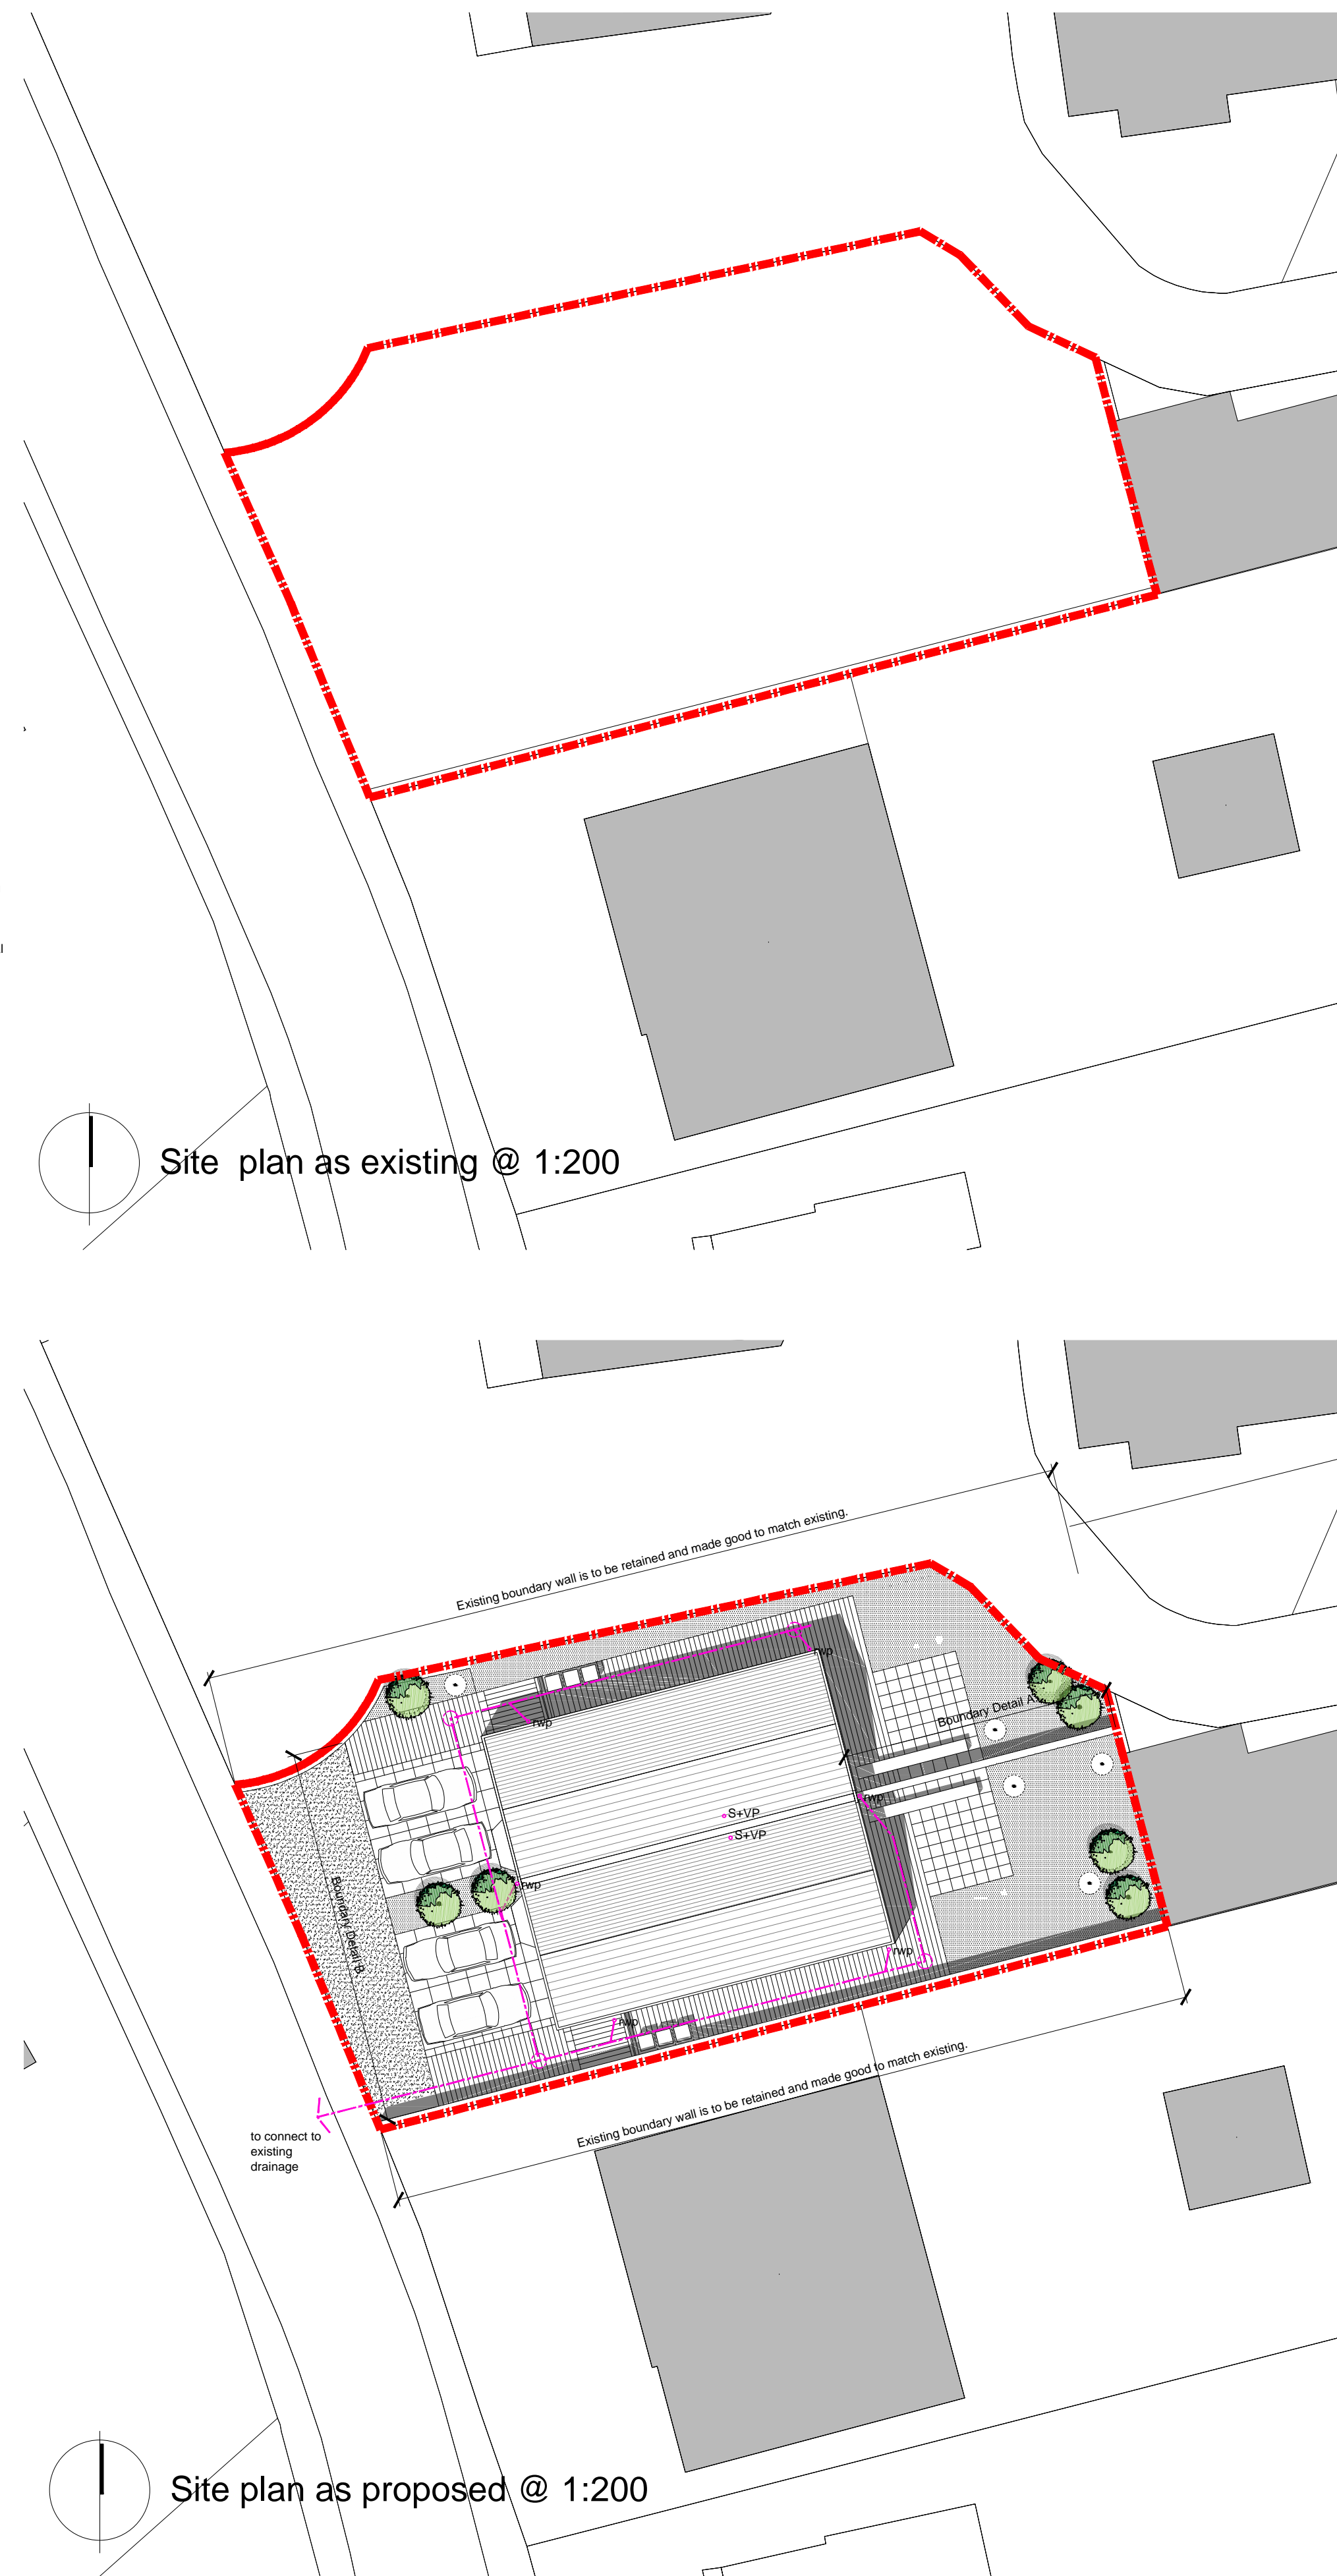 Site plan as existing @ 1:200
Existing boundary wall is to be retained and made good to match existing.
rwp
Boundary Detail A
rwp
rwp
S+VP
S+VP
rwp
Boundary Detail B
rwp
rwp
Existing boundary wall is to be retained and made good to match existing.
to connect to
existing
drainage
Site plan as proposed @ 1:200